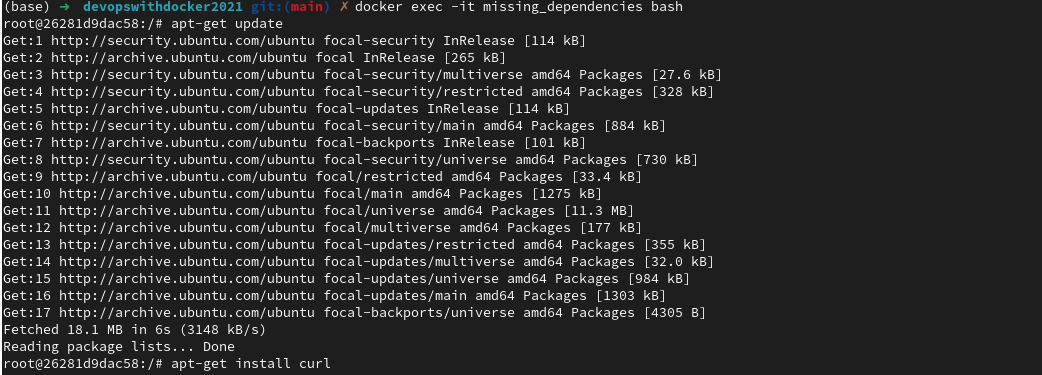 (base) ➜ devopswithdocker2021 git:(main) ✗ docker exec -it missing_dependencies bash
root@26281d9dac58:/# apt-get update
Get:1 http://security.ubuntu.com/ubuntu focal-security InRelease [114 kB]
Get:2 http://archive.ubuntu.com/ubuntu focal InRelease [265 kB]
Get:3 http://security.ubuntu.com/ubuntu focal-security/multiverse amd64 Packages [27.6 kB]
Get:4 http://security.ubuntu.com/ubuntu focal-security/restricted amd64 Packages [328 kB]
Get:5 http://archive.ubuntu.com/ubuntu focal-updates InRelease [114 kB]
Get:6 http://security.ubuntu.com/ubuntu focal-security/main amd64 Packages [884 kB]
Get:7 http://archive.ubuntu.com/ubuntu focal-backports InRelease [101 kB]
Get:8 http://security.ubuntu.com/ubuntu focal-security/universe amd64 Packages [730 kB]
Get:9 http://archive.ubuntu.com/ubuntu focal/restricted amd64 Packages [33.4 kB]
Get:10 http://archive.ubuntu.com/ubuntu focal/main amd64 Packages [1275 kB]
Get:11 http://archive.ubuntu.com/ubuntu focal/universe amd64 Packages [11.3 MB]
Get:12 http://archive.ubuntu.com/ubuntu focal/multiverse amd64 Packages [177 kB]
Get:13 http://archive.ubuntu.com/ubuntu focal-updates/restricted amd64 Packages [355 kB]
Get:14 http://archive.ubuntu.com/ubuntu focal-updates/multiverse amd64 Packages [32.0 kB]
Get:15 http://archive.ubuntu.com/ubuntu focal-updates/universe amd64 Packages [984 kB]
Get:16 http://archive.ubuntu.com/ubuntu focal-updates/main amd64 Packages [1303 kB]
Get:17 http://archive.ubuntu.com/ubuntu focal-backports/universe amd64 Packages [4305 B]
Fetched 18.1 MB in 6s (3148 kB/s)
Reading package lists... Done
root@26281d9dac58:/# apt-get install curl